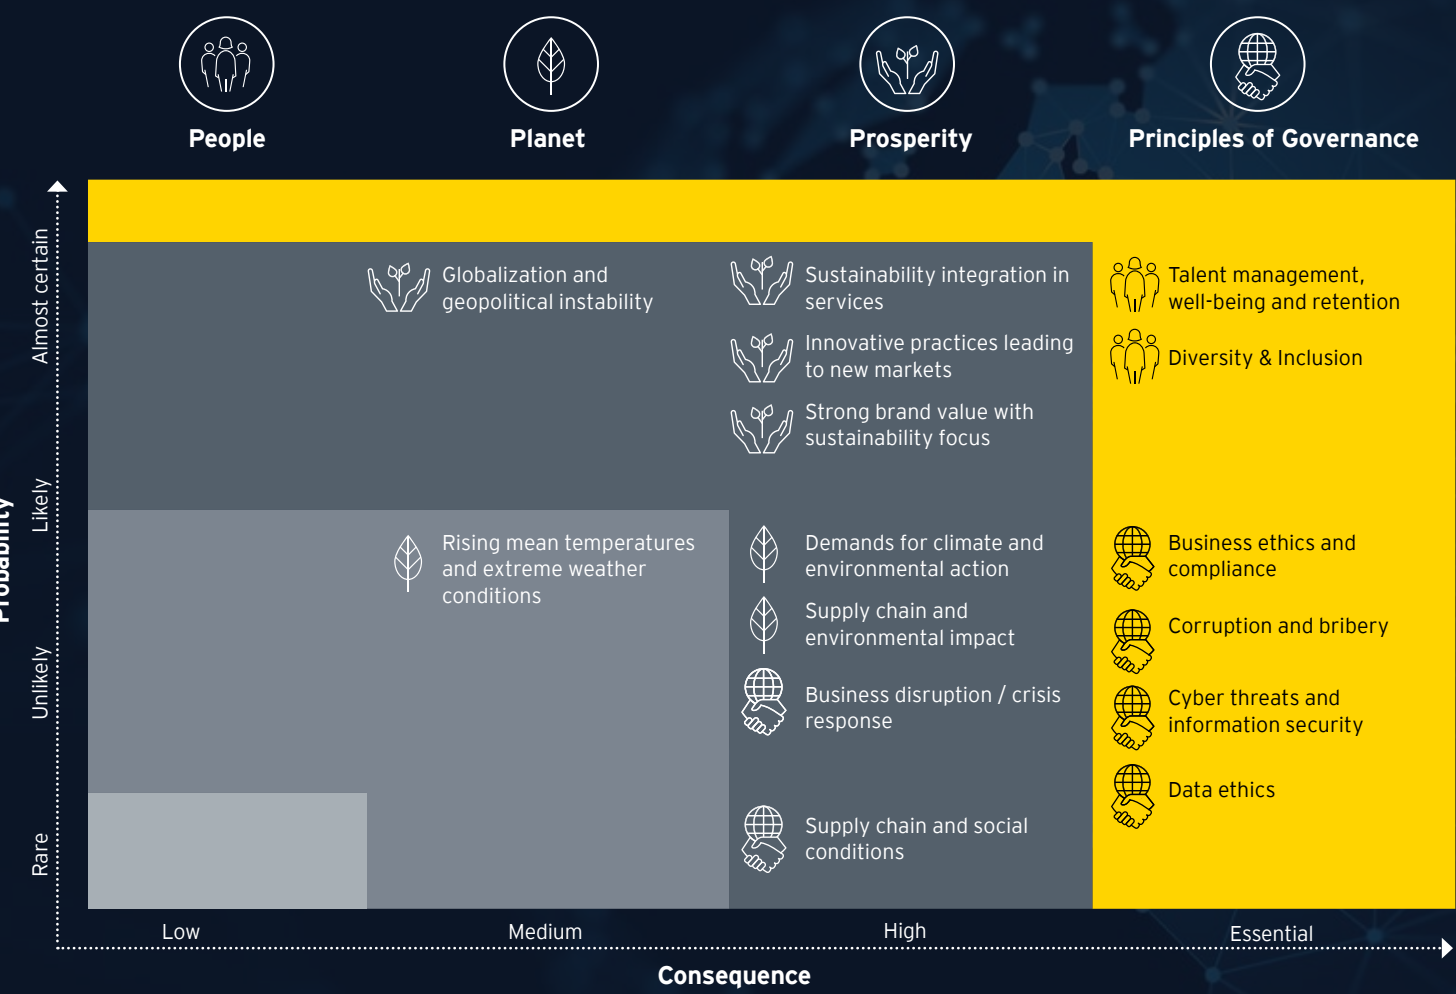 People
Planet
Prosperity
Principles of Governance
Probability
Almost certain
Likely
Unlikely
Rare
Globalization and
geopolitical instability
Sustainability integration in
services
Innovative practices leading
to new markets
Strong brand value with
sustainability focus
Talent management,
well-being and retention
Diversity & Inclusion
Rising mean temperatures
and extreme weather
conditions
Demands for climate and
environmental action
Supply chain and
environmental impact
Business disruption / crisis
response
Supply chain and social
conditions
Business ethics and
compliance
Corruption and bribery
Cyber threats and
information security
Data ethics
Low
Medium
High
Essential
Consequence